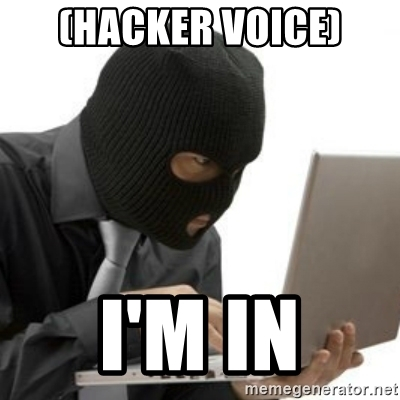 (HACKER VOICE)
I'M IN
memegenerator.net